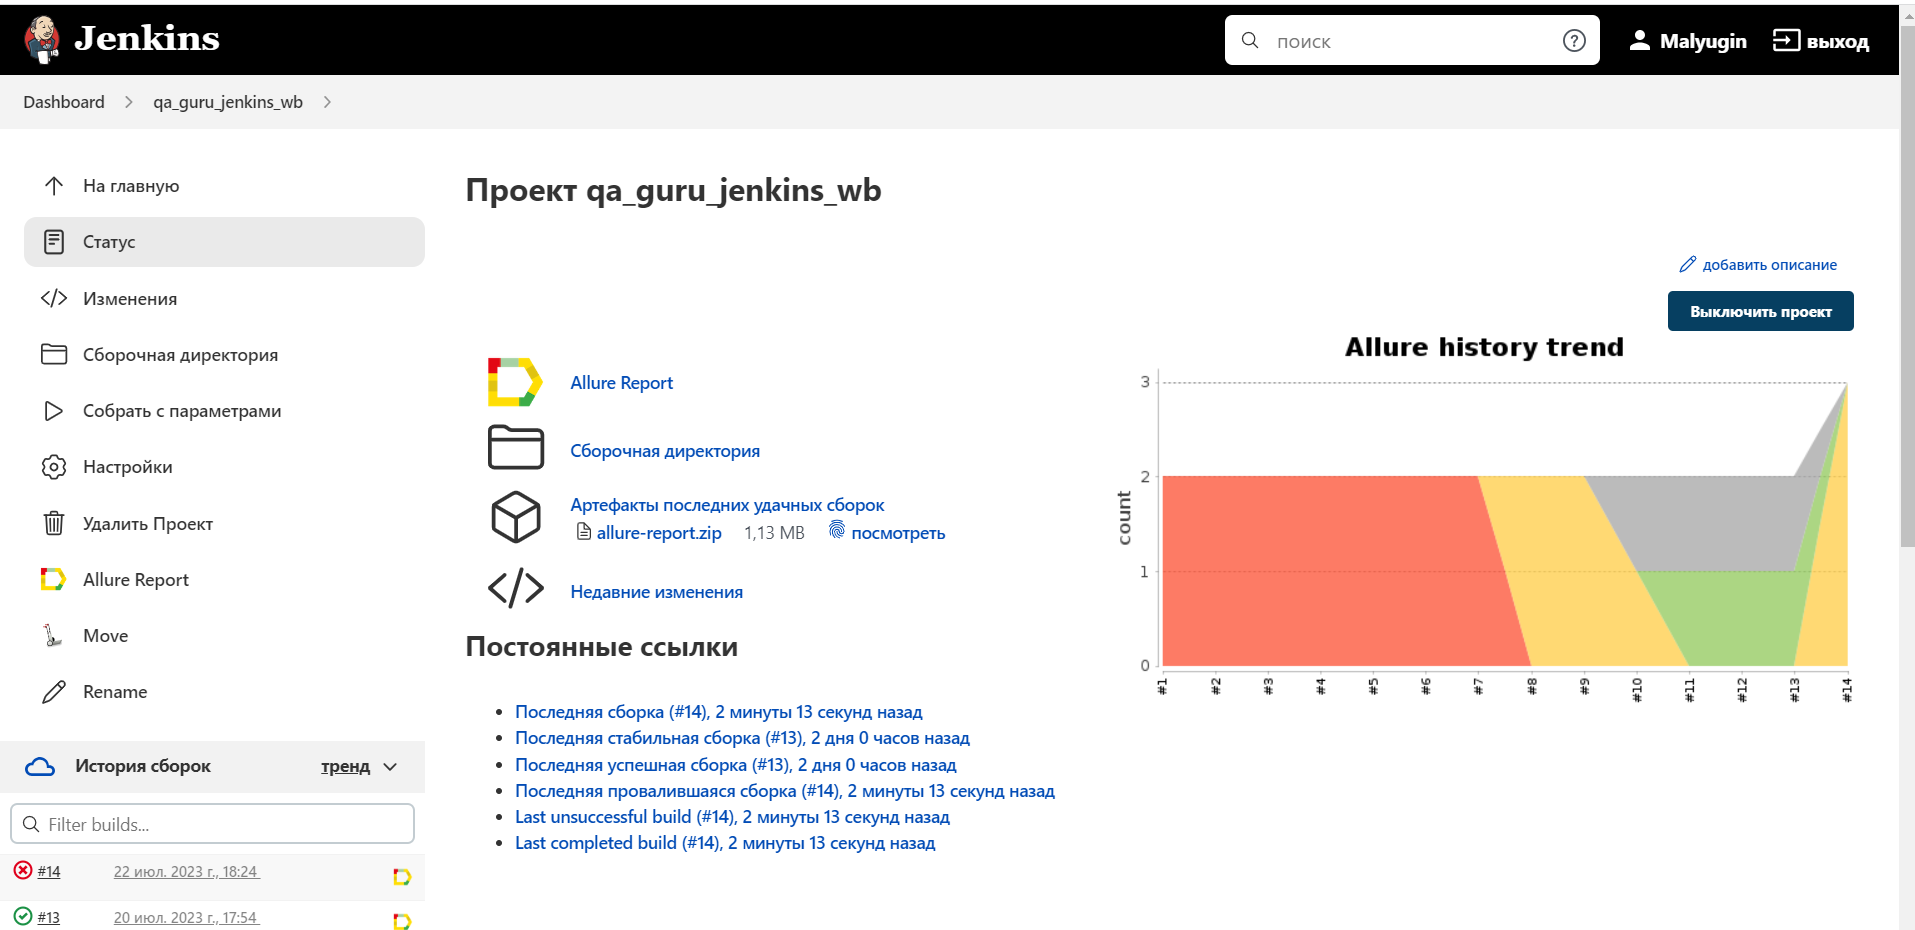 Jenkins
поиск
Malyugin
выход
Dashboard
qa_guru_jenkins_wb
На главную
Статус
Изменения
Сборочная директория
Собрать с параметрами
Настройки
Удалить Проект
Allure Report
Move
Rename
История сборок
тренд
Filter builds...
#14 22 июл. 2023 г., 18:24
#13 20 июл. 2023 г., 17:54
Проект qa_guru_jenkins_wb
добавить описание
Выключить проект
Allure Report
Сборочная директория
Артефакты последних удачных сборок
allure-report.zip 1,13 MB посмотреть
Недавние изменения
Постоянные ссылки
Последняя сборка (#14), 2 минуты 13 секунд назад
Последняя стабильная сборка (#13), 2 дня 0 часов назад
Последняя успешная сборка (#13), 2 дня 0 часов назад
Последняя провалившаяся сборка (#14), 2 минуты 13 секунд назад
Last unsuccessful build (#14), 2 минуты 13 секунд назад
Last completed build (#14), 2 минуты 13 секунд назад
Allure history trend
count
3
2
1
0
#1 #2 #3 #4 #5 #6 #7 #8 #9 #10 #11 #12 #13 #14